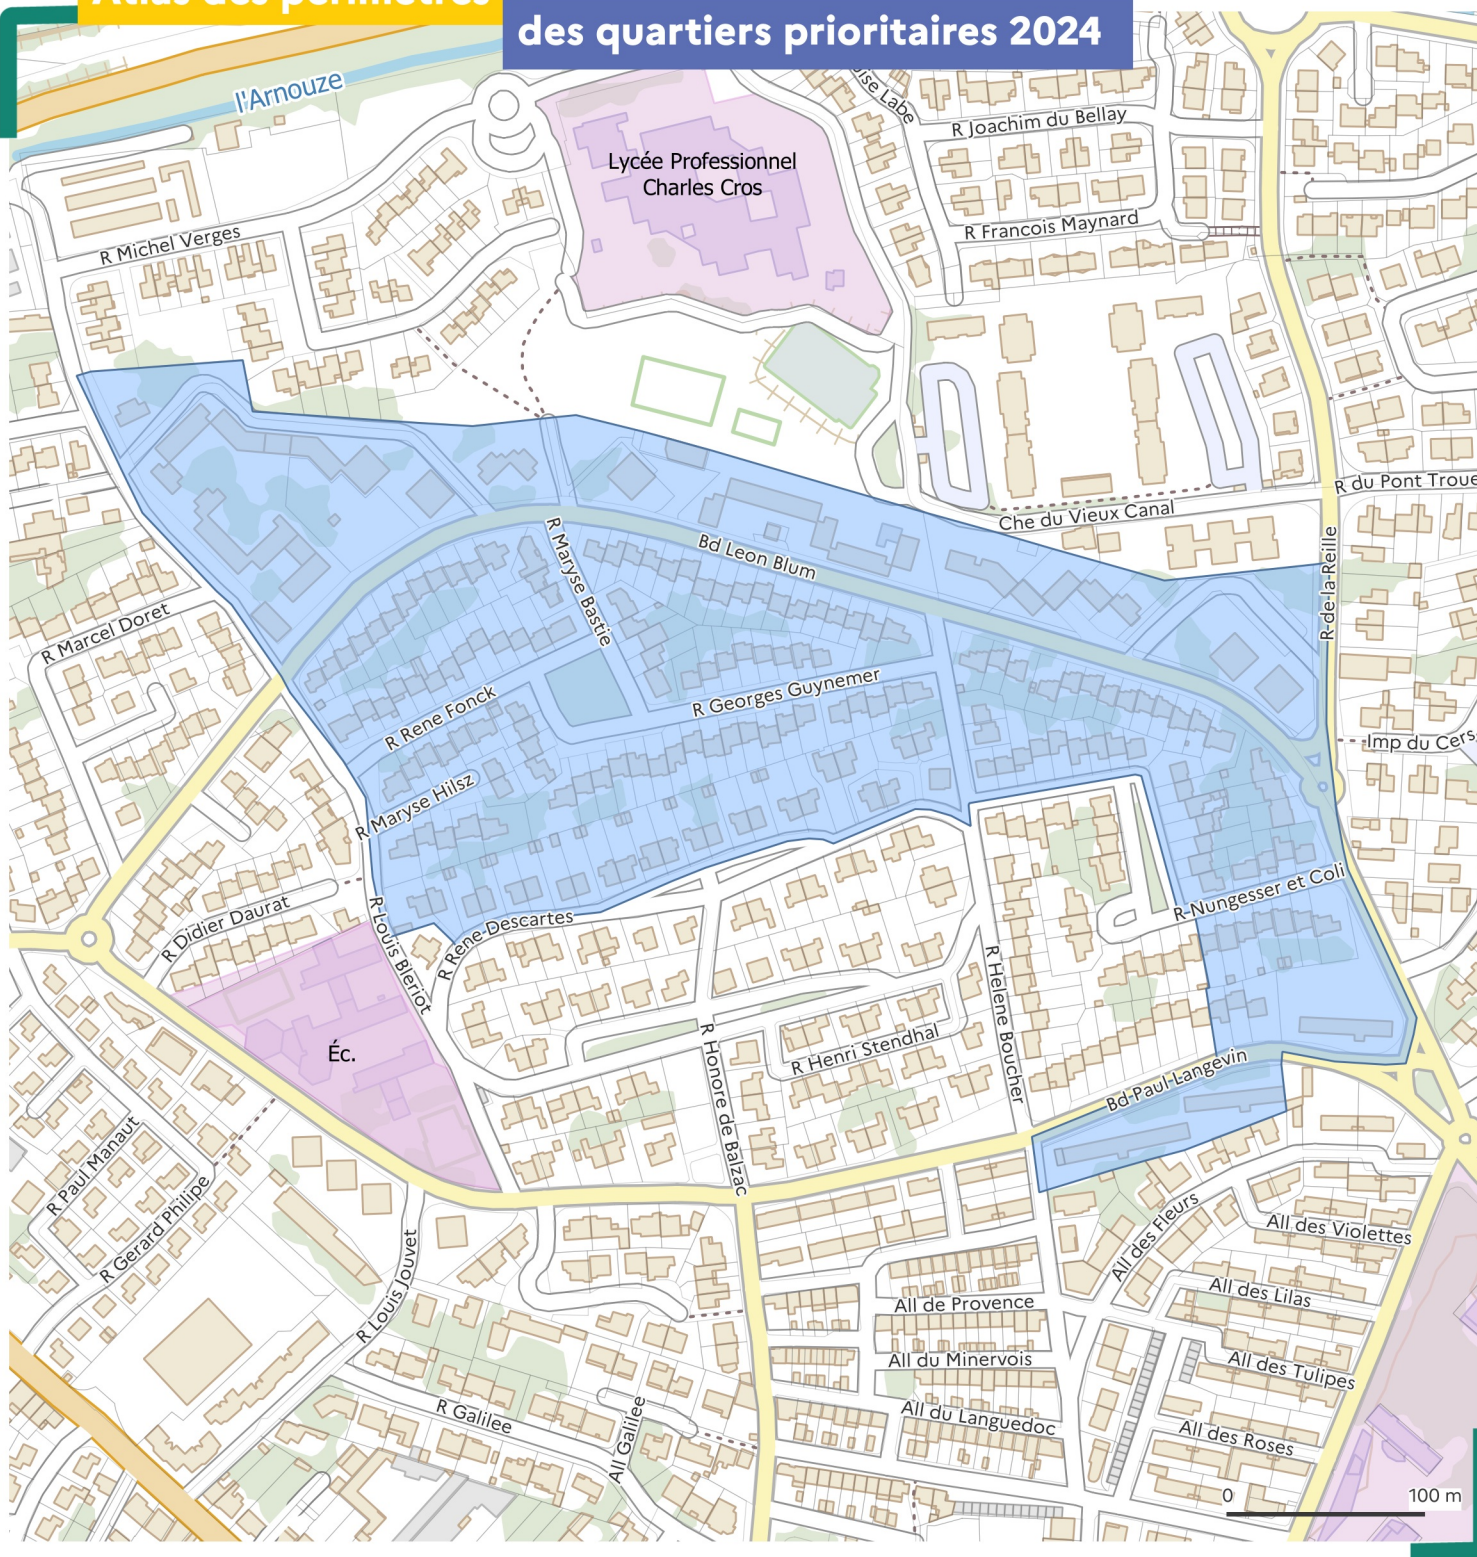 Atlas des périmètres
des quartiers prioritaires 2024
l'Arnouze
Lycée Professionnel
Charles Cros
R Joachim du Bellay
R Francois Maynard
R Michel Verges
Che du Vieux Canal
R du Pont Troue
R de la Reille
R Maryse Bastie
Bd Leon Blum
R Marcel Doret
R Rene Fonck
R Georges Guynemer
Imp du Cers
R Maryse Hilsz
R Didier Daurat
R Louis Bleriot
R Rene Descartes
R Nungesser et Coli
R Helene Boucher
Éc.
R Honore de Balzac
R Henri Stendhal
Bd Paul Langevin
R Paul Manaut
R Gerard Philipe
R Louis Jouvet
All des Fleurs
All des Violettes
All des Lilas
All de Provence
All du Minervois
All des Tulipes
All du Languedoc
All des Roses
R Galilee
All Galilee
0
100 m